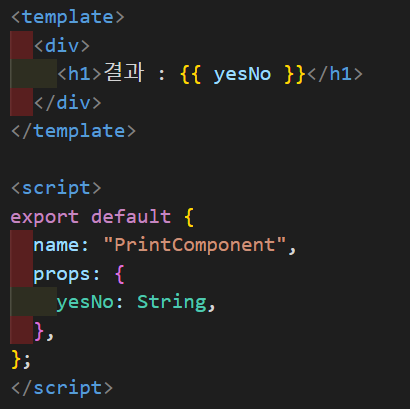 <template>
  <div>
    <h1>결과 : {{ yesNo }}</h1>
  </div>
</template>

<script>
export default {
  name: "PrintComponent",
  props: {
    yesNo: String,
  },
};
</script>